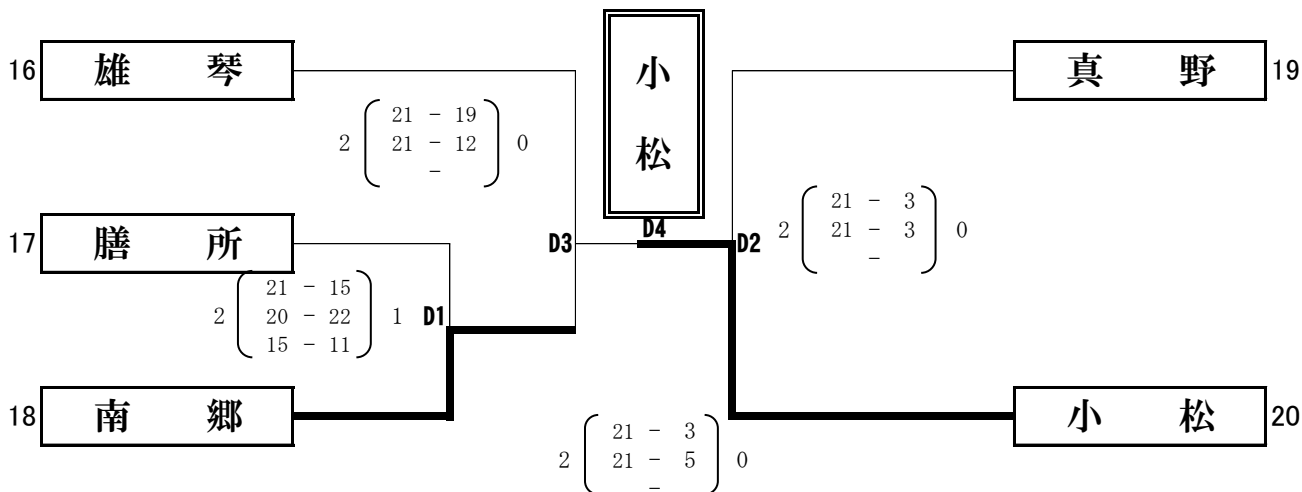 16 雄琴
小松
真野 19
21 - 19
2 21 - 12 0
-
17 膳所
D3
D4
D2
21 - 3
2 21 - 3 0
-
21 - 15
2 20 - 22 1 D1
15 - 11
18 南郷
小松 20
21 - 3
2 21 - 5 0
-